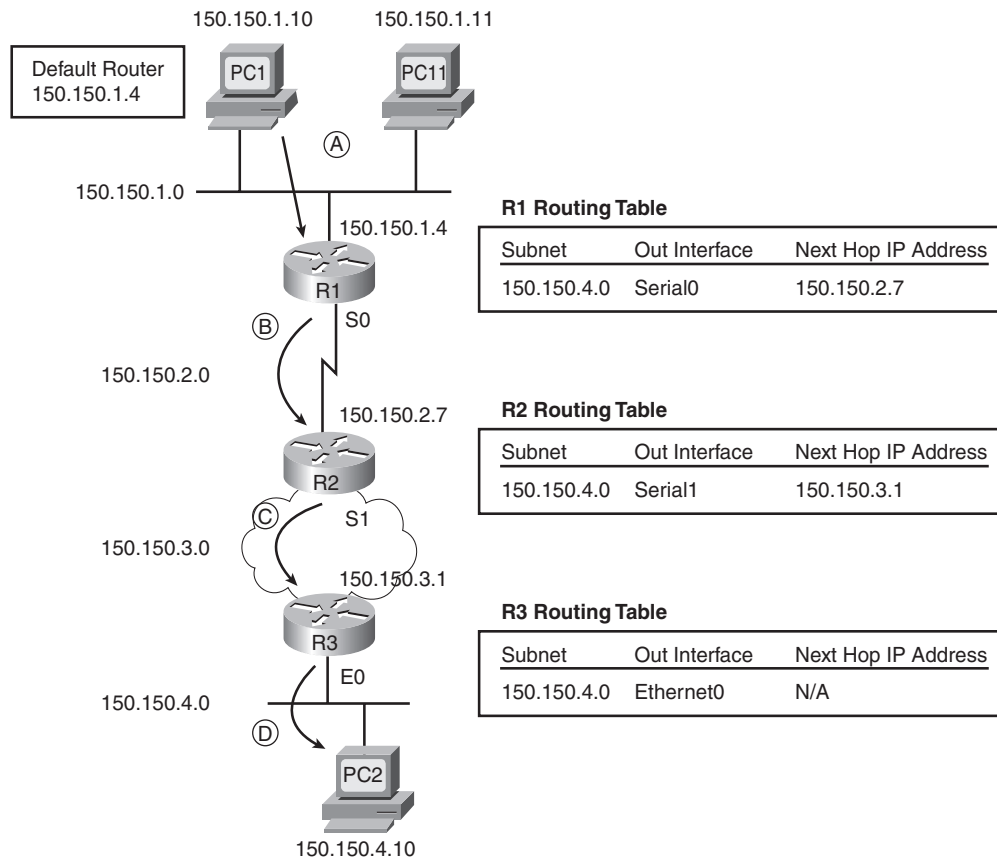 150.150.1.10
150.150.1.11
Default Router
150.150.1.4
PC1
PC11
A
150.150.1.0
150.150.1.4
R1
S0
B
150.150.2.0
150.150.2.7
R2
S1
C
150.150.3.0
150.150.3.1
R3
E0
150.150.4.0
D
PC2
150.150.4.10
R1 Routing Table
Subnet Out Interface Next Hop IP Address
150.150.4.0 Serial0 150.150.2.7
R2 Routing Table
Subnet Out Interface Next Hop IP Address
150.150.4.0 Serial1 150.150.3.1
R3 Routing Table
Subnet Out Interface Next Hop IP Address
150.150.4.0 Ethernet0 N/A